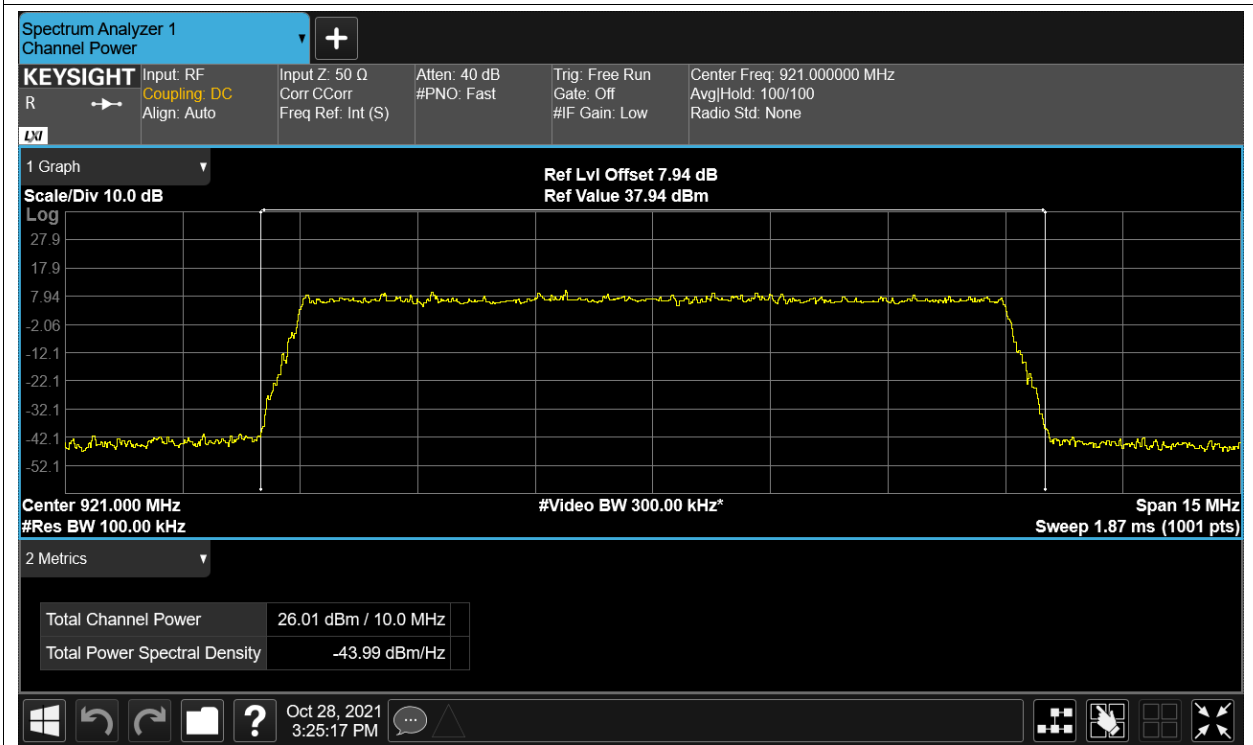 Spectrum Analyzer 1
Channel Power
KEYSIGHT Input: RF Input Z: 50 Ω Atten: 40 dB Trig: Free Run Center Freq: 921.000000 MHz
R Coupling: DC Corr CCorr #PNO: Fast Gate: Off Avg|Hold: 100/100
Align: Auto Freq Ref: Int (S) #IF Gain: Low Radio Std: None
LXI
1 Graph
Ref Lvl Offset 7.94 dB
Scale/Div 10.0 dB Ref Value 37.94 dBm
Log
27.9
17.9
7.94
-2.06
-12.1
-22.1
-32.1
-42.1
-52.1
Center 921.000 MHz #Video BW 300.00 kHz* Span 15 MHz
#Res BW 100.00 kHz Sweep 1.87 ms (1001 pts)
2 Metrics
Total Channel Power 26.01 dBm / 10.0 MHz
Total Power Spectral Density -43.99 dBm/Hz
? Oct 28, 2021
3:25:17 PM